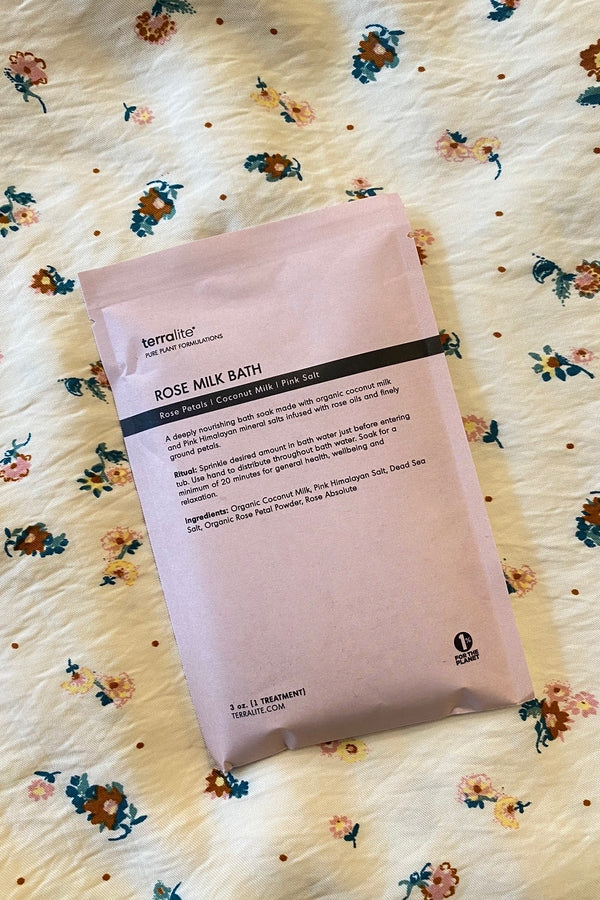 terralite®
PURE PLANT FORMULATIONS
ROSE MILK BATH
Rose Petals | Coconut Milk | Pink Salt
A deeply nourishing bath soak made with organic coconut milk
and Pink Himalayan mineral salts infused with rose oils and finely
ground petals.
Ritual: Sprinkle desired amount in bath water just before entering
tub. Use hand to distribute throughout bath water. Soak for a
minimum of 20 minutes for general health, wellbeing and
relaxation.
Ingredients: Organic Coconut Milk, Pink Himalayan Salt, Dead Sea
Salt, Organic Rose Petal Powder, Rose Absolute
1%
FOR THE
PLANET
3 oz. (1 TREATMENT)
TERRALITE.COM